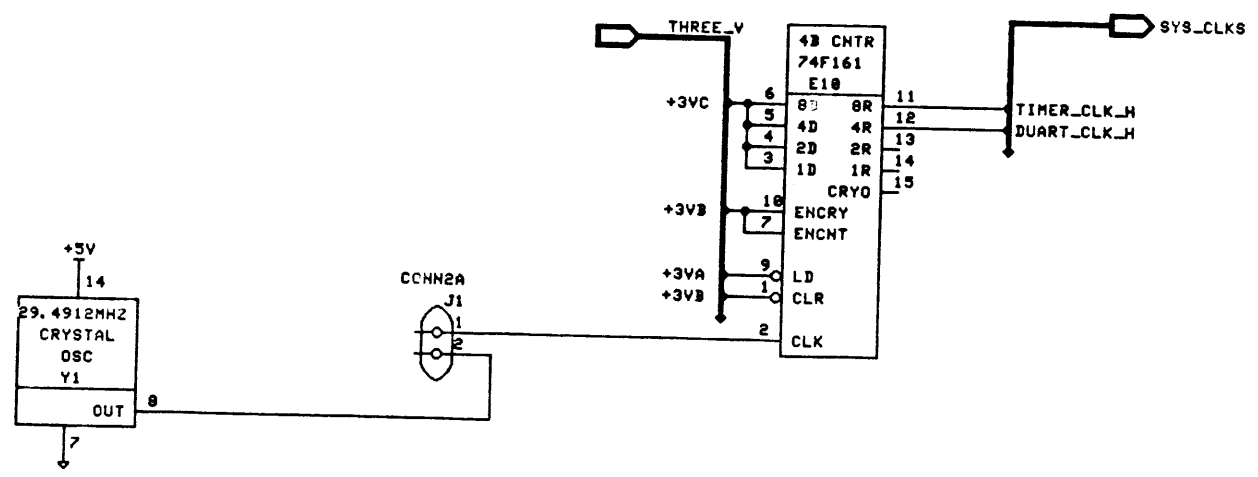 THREE_V
SYS_CLKS
4B CNTR
74F161
E10
+3VC
6
5
4
3
8D
4D
2D
1D
8R
4R
2R
1R
CRYO
11
12
13
14
15
TIMER_CLK_H
DUART_CLK_H
+3VB
10
7
ENCRY
ENCNT
+3VA
+3VB
9
1
LD
CLR
2
CLK
+5V
14
29.4912MHZ
CRYSTAL
OSC
Y1
OUT
8
7
CONN2A
J1
1
2